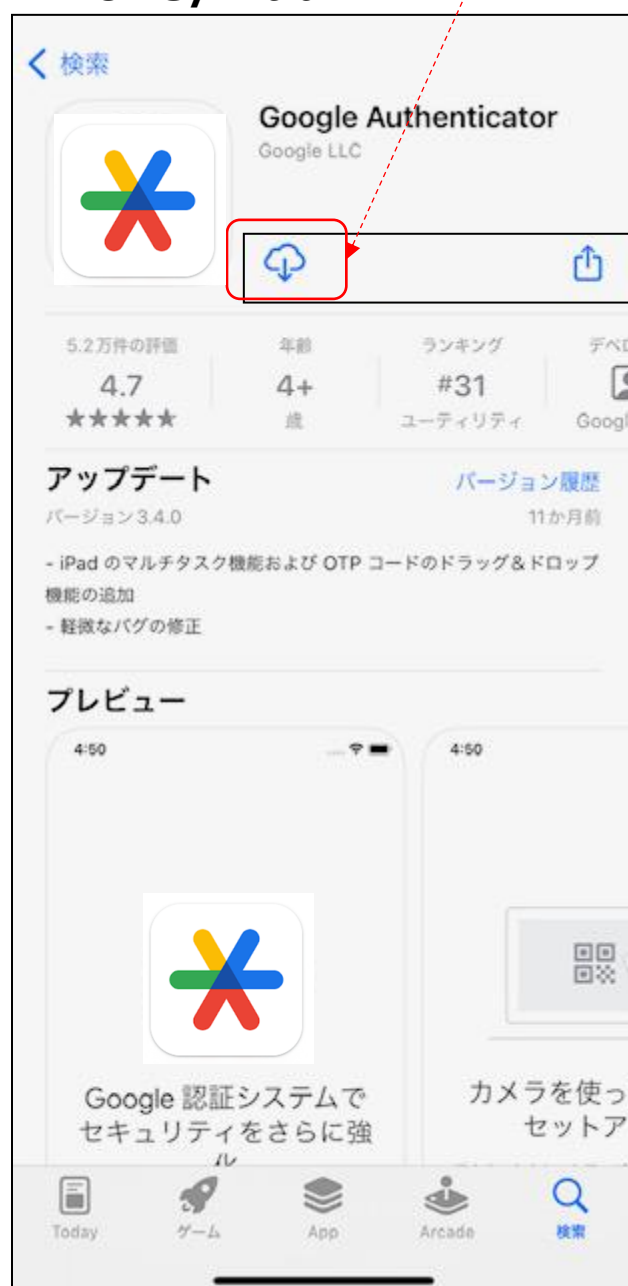 検索
Google Authenticator
Google LLC
5.2万件の評価
年齢
ランキング
4.7
4+
#31
★★★★★
歳
ユーティリティ
アップデート
バージョン履歴
バージョン 3.4.0
11か月前
- iPad のマルチタスク機能および OTP コードのドラッグ＆ドロップ
機能の追加
- 軽微なバグの修正
プレビュー
4:50
4:50
Google 認証システムで
セキュリティをさらに強
カメラを使っ
セットア
Today
ゲーム
App
Arcade
検索